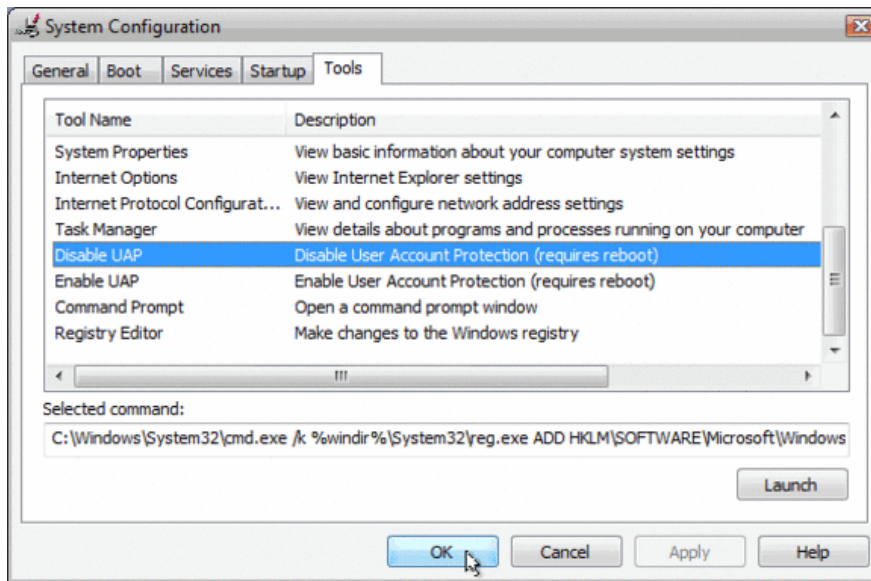 System Configuration
General Boot Services Startup Tools
Tool Name Description
System Properties View basic information about your computer system settings
Internet Options View Internet Explorer settings
Internet Protocol Configurat... View and configure network address settings
Task Manager View details about programs and processes running on your computer
Disable UAP Disable User Account Protection (requires reboot)
Enable UAP Enable User Account Protection (requires reboot)
Command Prompt Open a command prompt window
Registry Editor Make changes to the Windows registry
Selected command:
C:\Windows\System32\cmd.exe /k %windir%\System32\reg.exe ADD HKLM\SOFTWARE\Microsoft\Windows
Launch
OK Cancel Apply Help